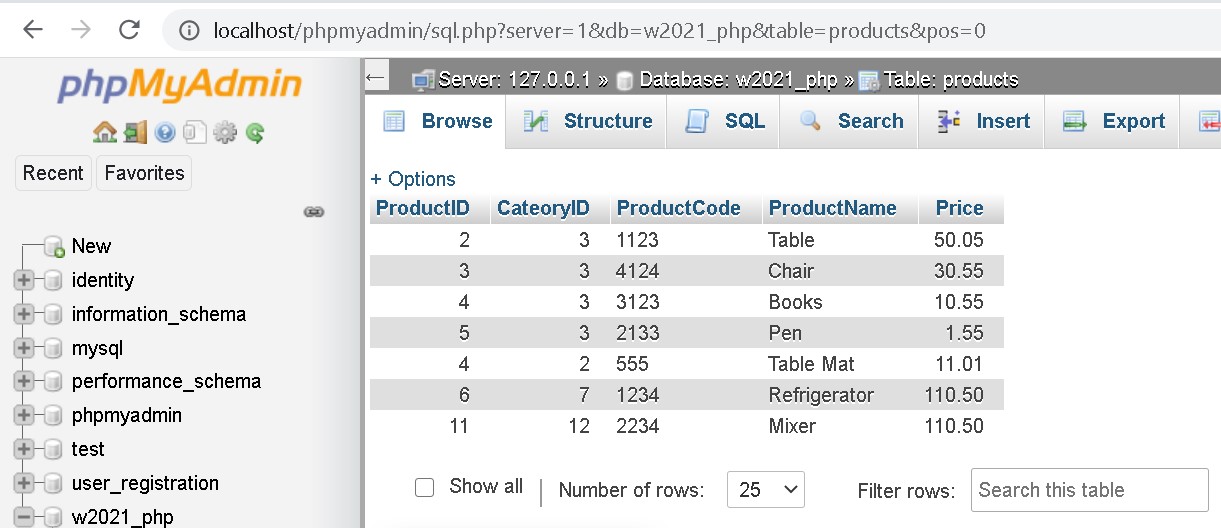 localhost/phpmyadmin/sql.php?server=1&db=w2021_php&table=products&pos=0
phpMyAdmin
Recent Favorites
New
identity
information_schema
mysql
performance_schema
phpmyadmin
test
user_registration
w2021_php
← Server: 127.0.0.1 » Database: w2021_php » Table: products
Browse Structure SQL Search Insert Export
+ Options
ProductID CateoryID ProductCode ProductName Price
2 3 1123 Table 50.05
3 3 4124 Chair 30.55
4 3 3123 Books 10.55
5 3 2133 Pen 1.55
4 2 555 Table Mat 11.01
6 7 1234 Refrigerator 110.50
11 12 2234 Mixer 110.50
Show all Number of rows: 25 Filter rows: Search this table